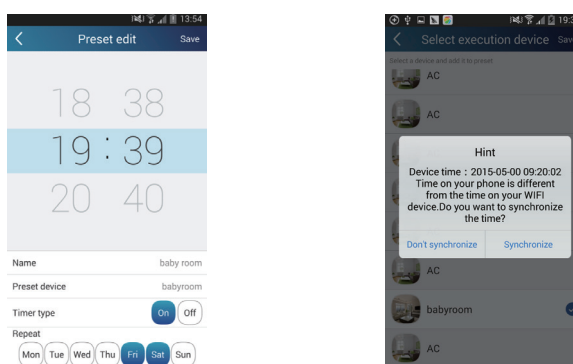 13:54
Preset edit Save
18 38
19 : 39
20 40
Name baby room
Preset device babyroom
Timer type On Off
Repeat
Mon Tue Wed Thu Fri Sat Sun
19:3
Select execution device Sav
Select a device and add it to preset
AC
AC
Hint
Device time : 2015-05-00 09:20:02
Time on your phone is different
from the time on your WIFI
device.Do you want to synchronize
the time?
Don't synchronize Synchronize
AC
babyroom
AC